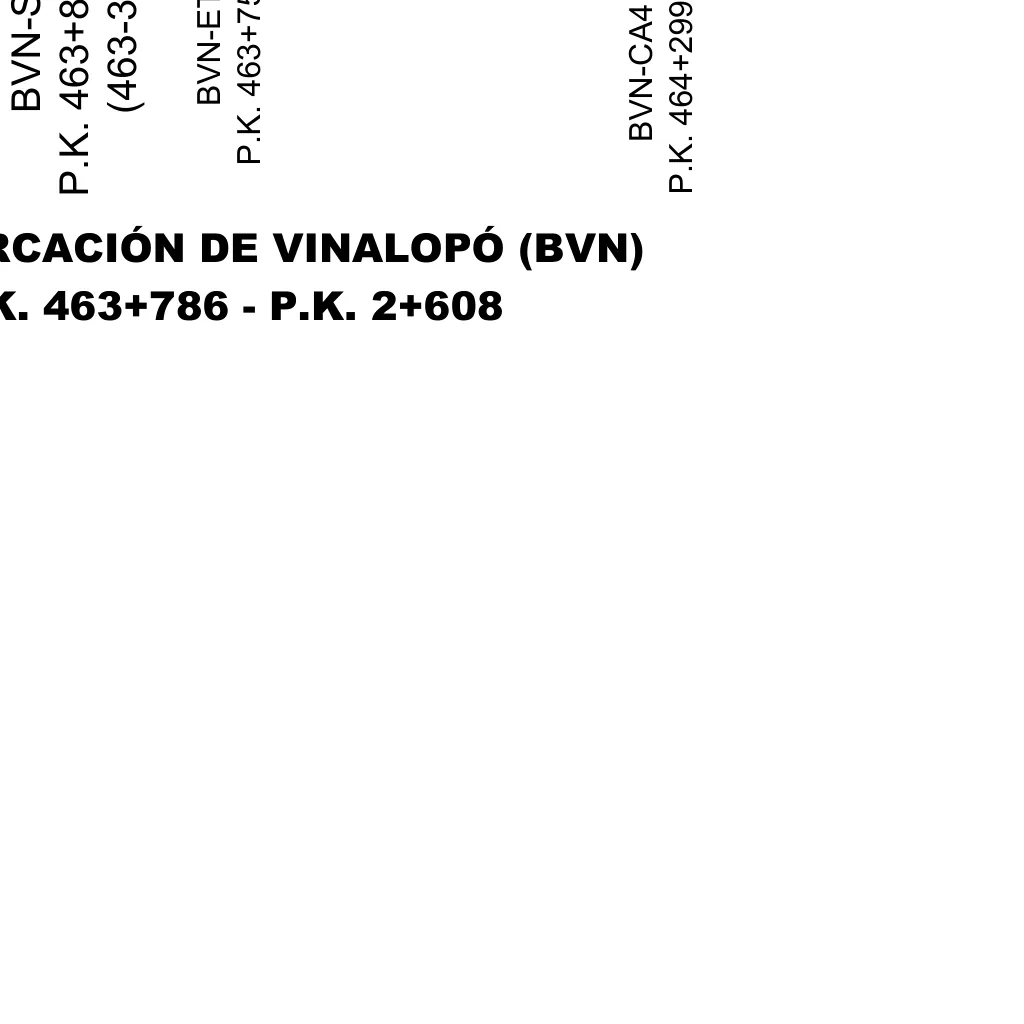 BVN-S
P.K. 463+8
(463-3
BVN-ET
P.K. 463+75
BVN-CA4
P.K. 464+299
RCACIÓN DE VINALOPÓ (BVN)
K. 463+786 - P.K. 2+608